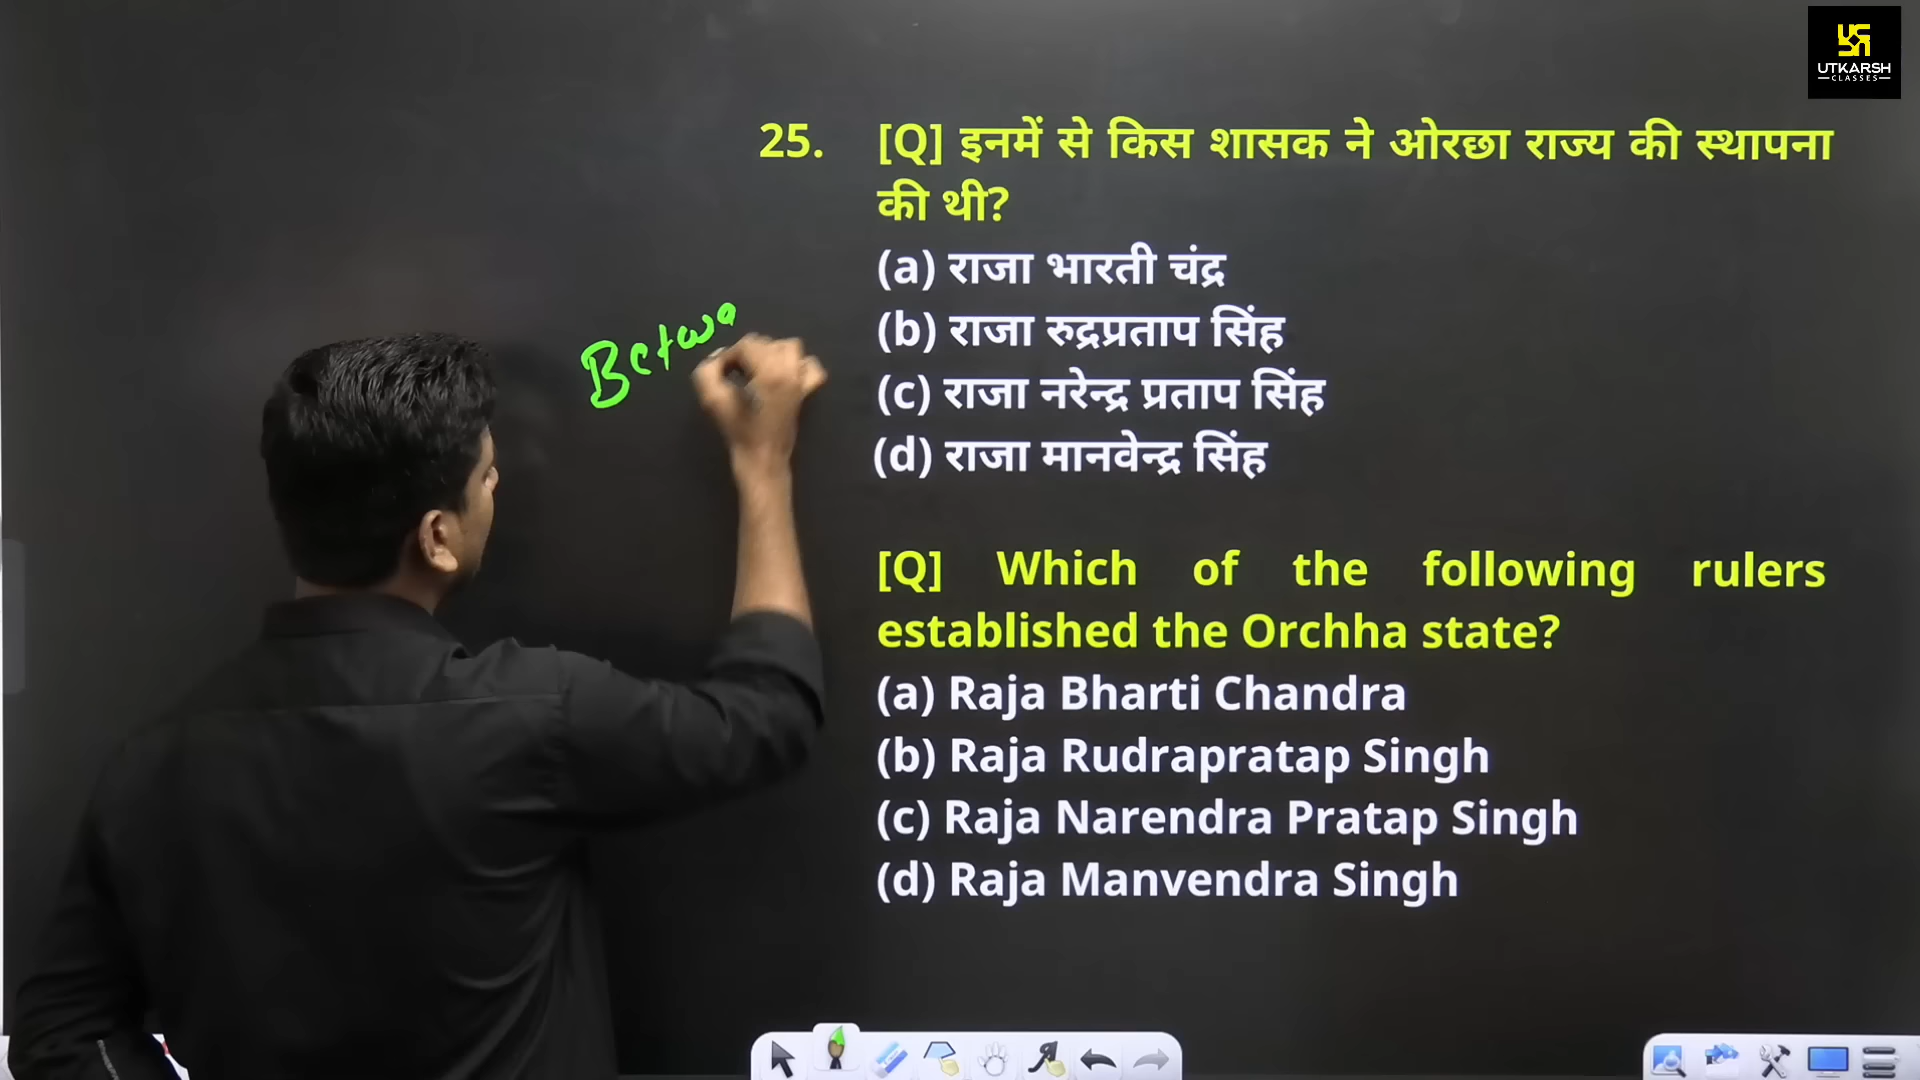 UTKARSH
CLASSES
25. [Q] इनमें से किस शासक ने ओरछा राज्य की स्थापना
की थी?
(a) राजा भारती चंद्र
(b) राजा रुद्रप्रताप सिंह
(c) राजा नरेन्द्र प्रताप सिंह
(d) राजा मानवेन्द्र सिंह
Betwa
[Q] Which of the following rulers
established the Orchha state?
(a) Raja Bharti Chandra
(b) Raja Rudrapratap Singh
(c) Raja Narendra Pratap Singh
(d) Raja Manvendra Singh